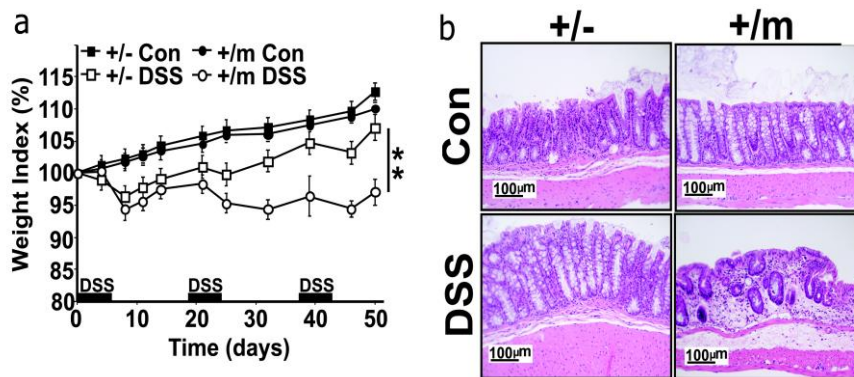 a
+/- Con +/m Con
+/- DSS +/m DSS
Weight Index (%)
115
110
105
100
95
90
85
80
**
DSS DSS DSS
0 10 20 30 40 50
Time (days)
b
+/- +/m
Con
100μm 100μm
DSS
100μm 100μm